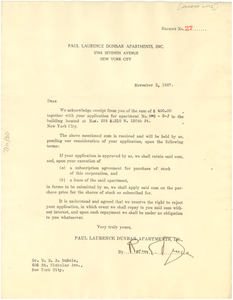 RECEIPT No. 27
PAUL LAURENCE DUNBAR APARTMENTS, INC.
2588 SEVENTH AVENUE
NEW YORK CITY
November 2, 1927.
Dear
We acknowledge receipt from you of the sum of $ 400.00
together with your application for apartment No.
building located at Nos. 226 & 210 W. 150th St.
New York City.
The above mentioned sum is received and will be held by us,
pending our consideration of your application, upon the following
terms:
If your application is approved by us, we shall retain said sum, and,
upon your execution of
(a) a subscription agreement for purchase of stock
of this corporation, and
(b) a lease of the said apartment,
in forms to be submitted by us, we shall apply said sum on the purchase
price for the shares of stock so subscribed for.
It is understood and agreed that we reserve the right to reject
your application, in which event we shall repay to you said sum without
interest, and upon such repayment we shall be under no obligation to
you whatsoever.
Very truly yours,
PAUL LAURENCE DUNBAR APARTMENTS, INC.
Mr. W. E. B. DuBois,
New York City.